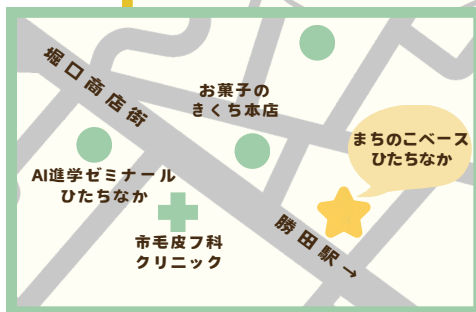 堀口商店街
お菓子の
きくち本店
まちのこベース
ひたちなか
AI進学ゼミナール
ひたちなか
市毛皮フ科
クリニック
勝田駅→